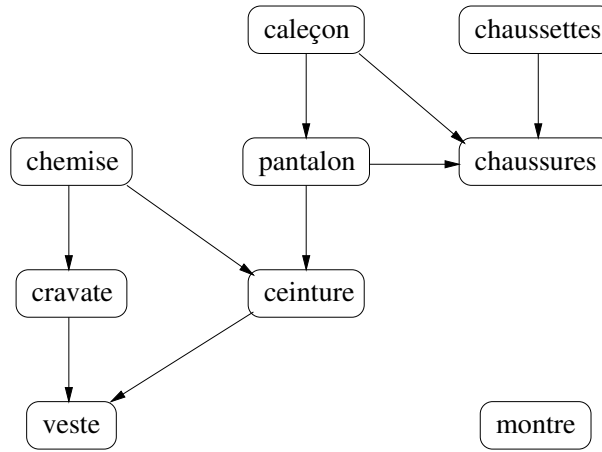 caleçon
chaussettes
chemise
pantalon
chaussures
cravate
ceinture
veste
montre